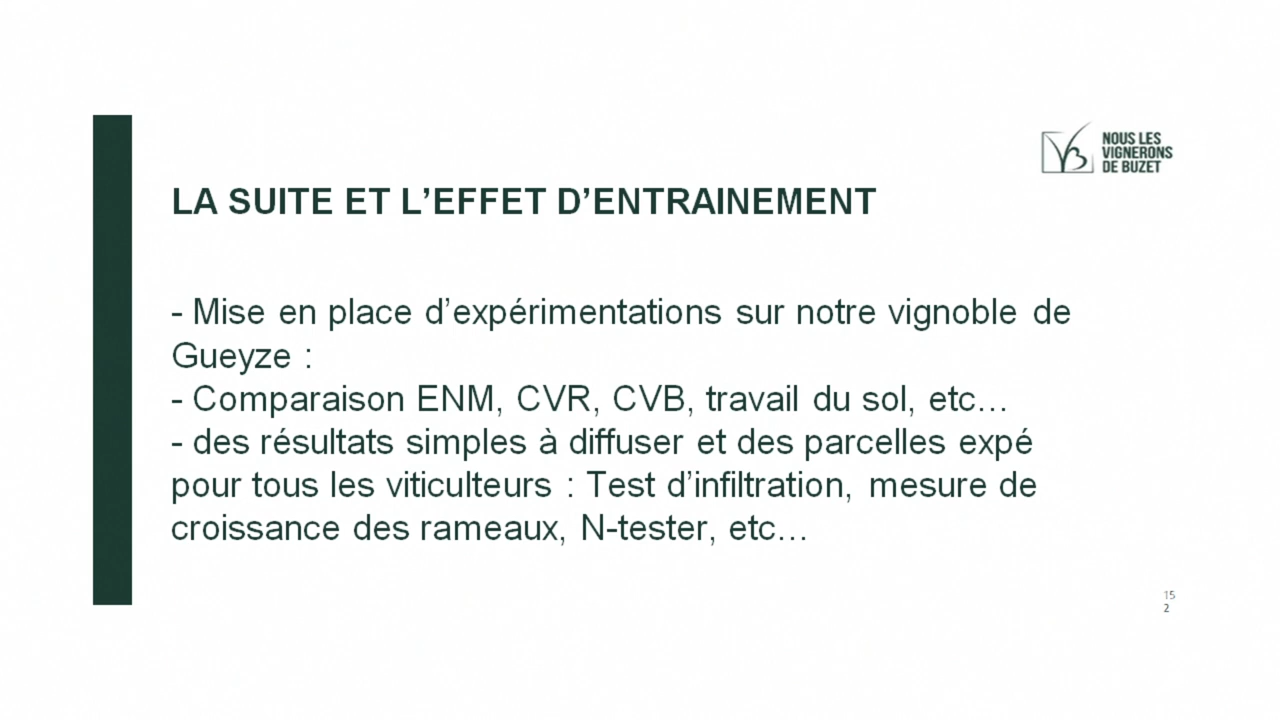 NOUS LES
VIGNERONS
DE BUZET
LA SUITE ET L’EFFET D’ENTRAINEMENT
- Mise en place d’expérimentations sur notre vignoble de
Gueyze :
- Comparaison ENM, CVR, CVB, travail du sol, etc…
- des résultats simples à diffuser et des parcelles expé
pour tous les viticulteurs : Test d’infiltration, mesure de
croissance des rameaux, N-tester, etc…
15
2